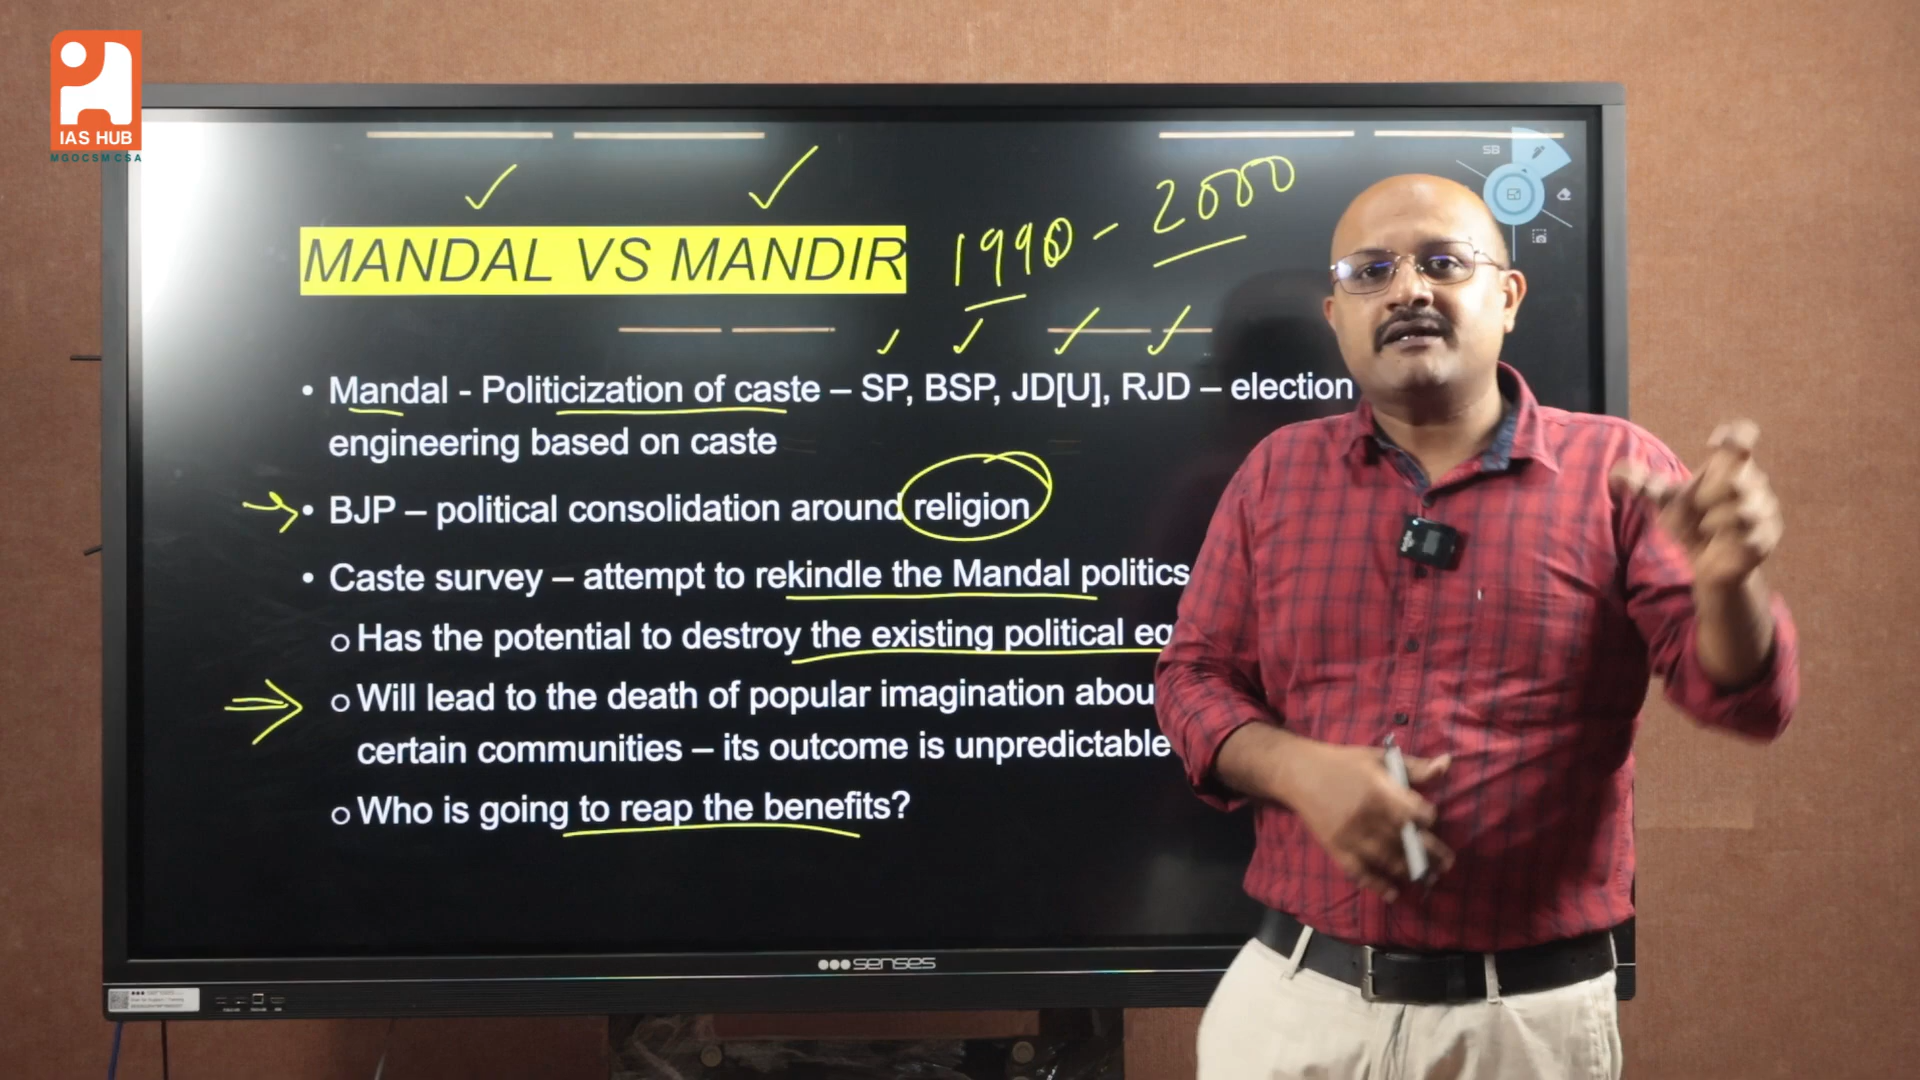 IAS HUB
MGOCSM CSA
SB
1990 - 2000
MANDAL VS MANDIR
• Mandal - Politicization of caste – SP, BSP, JD[U], RJD – election
engineering based on caste
• BJP – political consolidation around religion
• Caste survey – attempt to rekindle the Mandal politics
o Has the potential to destroy the existing political
o Will lead to the death of popular imagination
certain communities – its outcome is unpredictable
o Who is going to reap the benefits?
senses